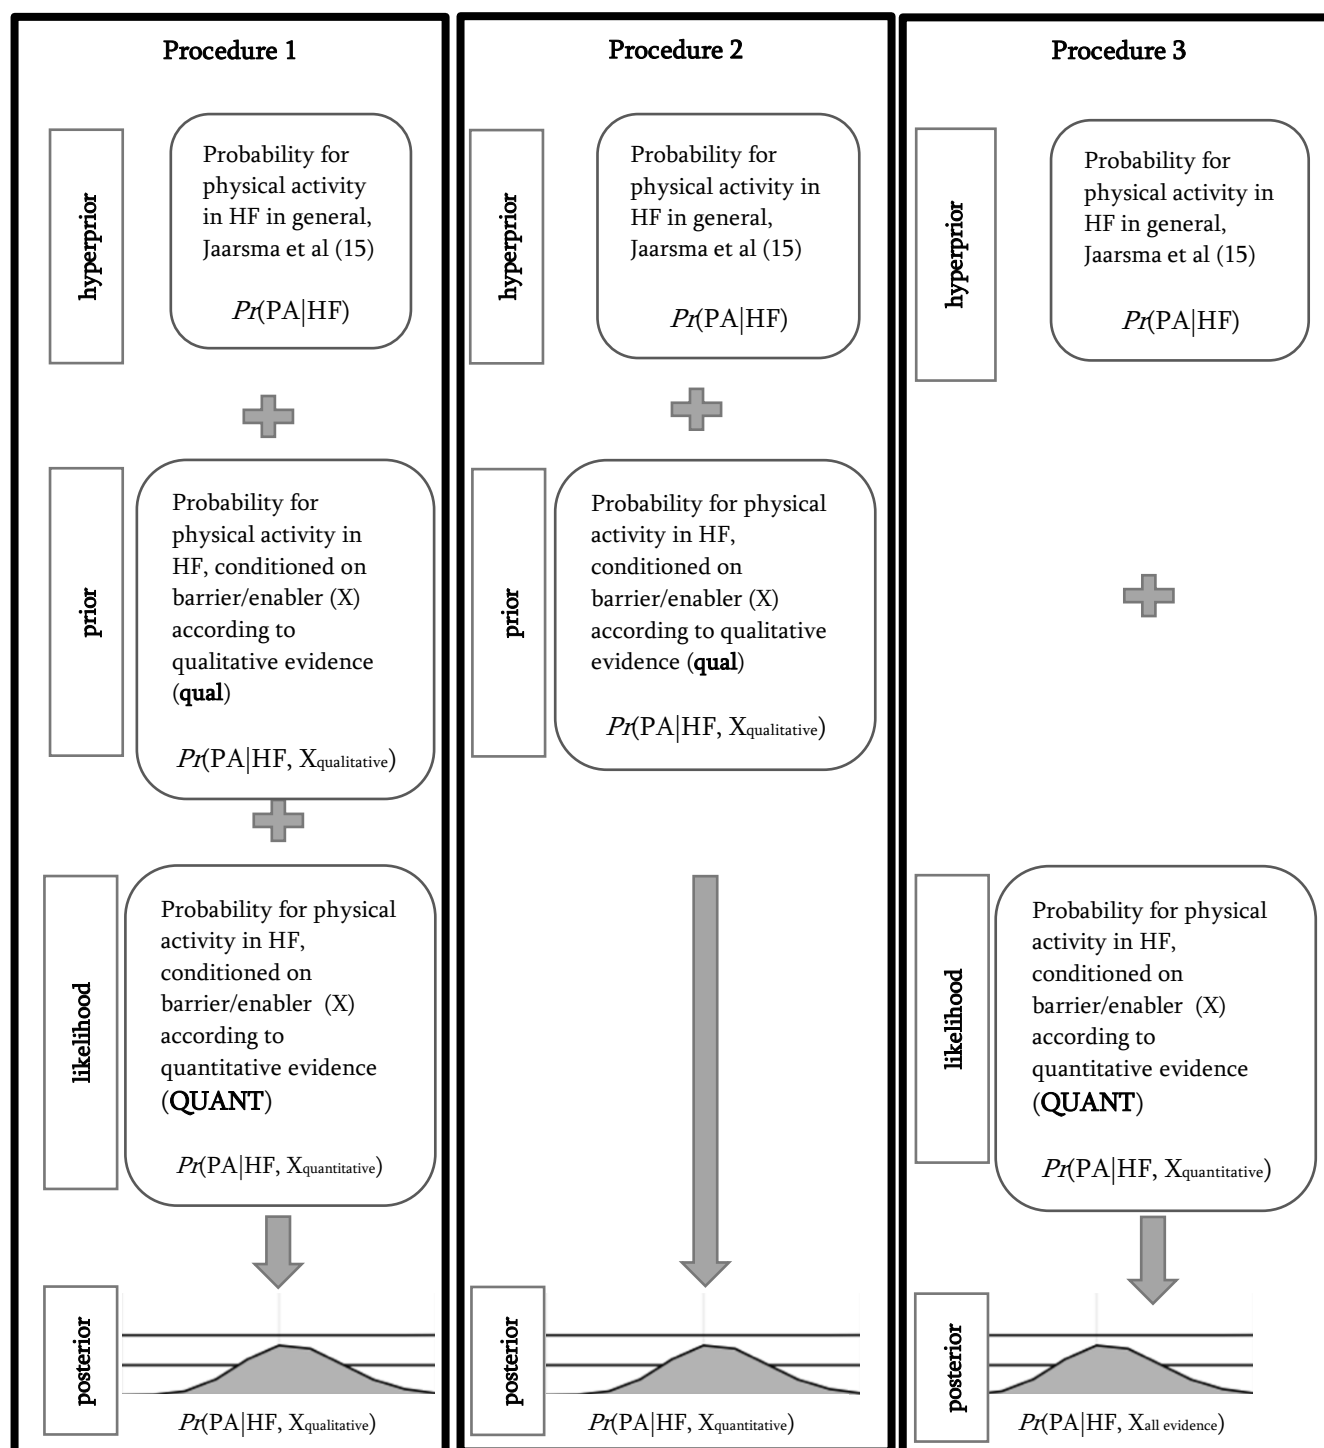 Procedure 1
hyperprior
Probability for
physical activity
in HF in general,
Jaarsma et al (15)
Pr(PA|HF)
prior
Probability for
physical activity in
HF, conditioned on
barrier/enabler (X)
according to
qualitative evidence
(qual)
Pr(PA|HF, Xqualitative)
likelihood
Probability for physical
activity in HF,
conditioned on
barrier/enabler (X)
according to
quantitative evidence
(QUANT)
Pr(PA|HF, Xquantitative)
posterior
Pr(PA|HF, Xqualitative)
Procedure 2
hyperprior
Probability for
physical activity in
HF in general,
Jaarsma et al (15)
Pr(PA|HF)
prior
Probability for physical
activity in HF,
conditioned on
barrier/enabler (X)
according to qualitative
evidence (qual)
Pr(PA|HF, Xqualitative)
posterior
Pr(PA|HF, Xquantitative)
Procedure 3
hyperprior
Probability for
physical activity in
HF in general,
Jaarsma et al (15)
Pr(PA|HF)
likelihood
Probability for physical
activity in HF,
conditioned on
barrier/enabler (X)
according to
quantitative evidence
(QUANT)
Pr(PA|HF, Xquantitative)
posterior
Pr(PA|HF, Xall evidence)